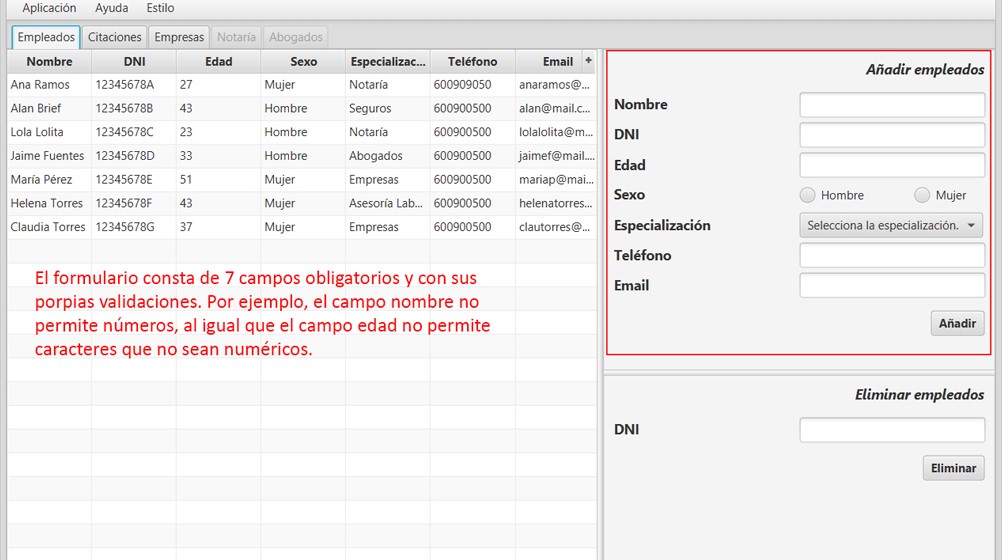 Aplicación Ayuda Estilo
Empleados Citaciones Empresas Notaría Abogados
Nombre DNI Edad Sexo Especializac... Teléfono Email +
Ana Ramos 12345678A 27 Mujer Notaría 600909050 anaramos@...
Alan Brief 12345678B 43 Hombre Seguros 600900500 alan@mail.c...
Lola Lolita 12345678C 23 Hombre Notaría 600900500 lolalolita@m...
Jaime Fuentes 12345678D 33 Hombre Abogados 600900500 jaimef@mail....
María Pérez 12345678E 51 Mujer Empresas 600900500 mariap@mai...
Helena Torres 12345678F 43 Mujer Asesoría Lab... 600900500 helenatorres...
Claudia Torres 12345678G 37 Mujer Empresas 600900500 clautorres@...
El formulario consta de 7 campos obligatorios y con sus
porpias validaciones. Por ejemplo, el campo nombre no
permite números, al igual que el campo edad no permite
caracteres que no sean numéricos.
Añadir empleados
Nombre
DNI
Edad
Sexo Hombre Mujer
Especialización Selecciona la especialización.
Teléfono
Email
Añadir
Eliminar empleados
DNI
Eliminar